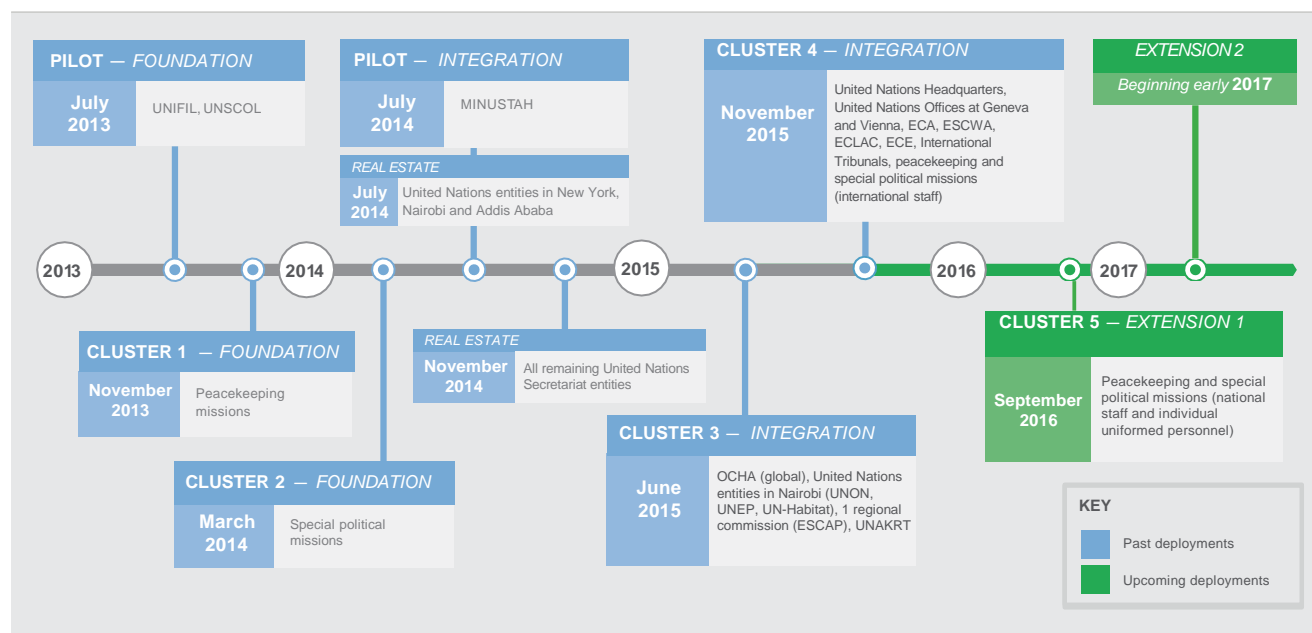 PILOT — FOUNDATION
July
2013
UNIFIL, UNSCOL
PILOT — INTEGRATION
July
2014
MINUSTAH
REAL ESTATE
July
2014
United Nations entities in New York,
Nairobi and Addis Ababa
CLUSTER 4 — INTEGRATION
November
2015
United Nations Headquarters,
United Nations Offices at Geneva
and Vienna, ECA, ESCWA,
ECLAC, ECE, International
Tribunals, peacekeeping and
special political missions
(international staff)
EXTENSION 2
Beginning early 2017
2013
2014
2015
2016
2017
CLUSTER 1 — FOUNDATION
November
2013
Peacekeeping
missions
CLUSTER 2 — FOUNDATION
March
2014
Special political
missions
REAL ESTATE
November
2014
All remaining United Nations
Secretariat entities
CLUSTER 3 — INTEGRATION
June
2015
OCHA (global), United Nations
entities in Nairobi (UNON,
UNEP, UN-Habitat), 1 regional
commission (ESCAP), UNAKRT
CLUSTER 5 — EXTENSION 1
September
2016
Peacekeeping and special
political missions (national
staff and individual
uniformed personnel)
KEY
Past deployments
Upcoming deployments